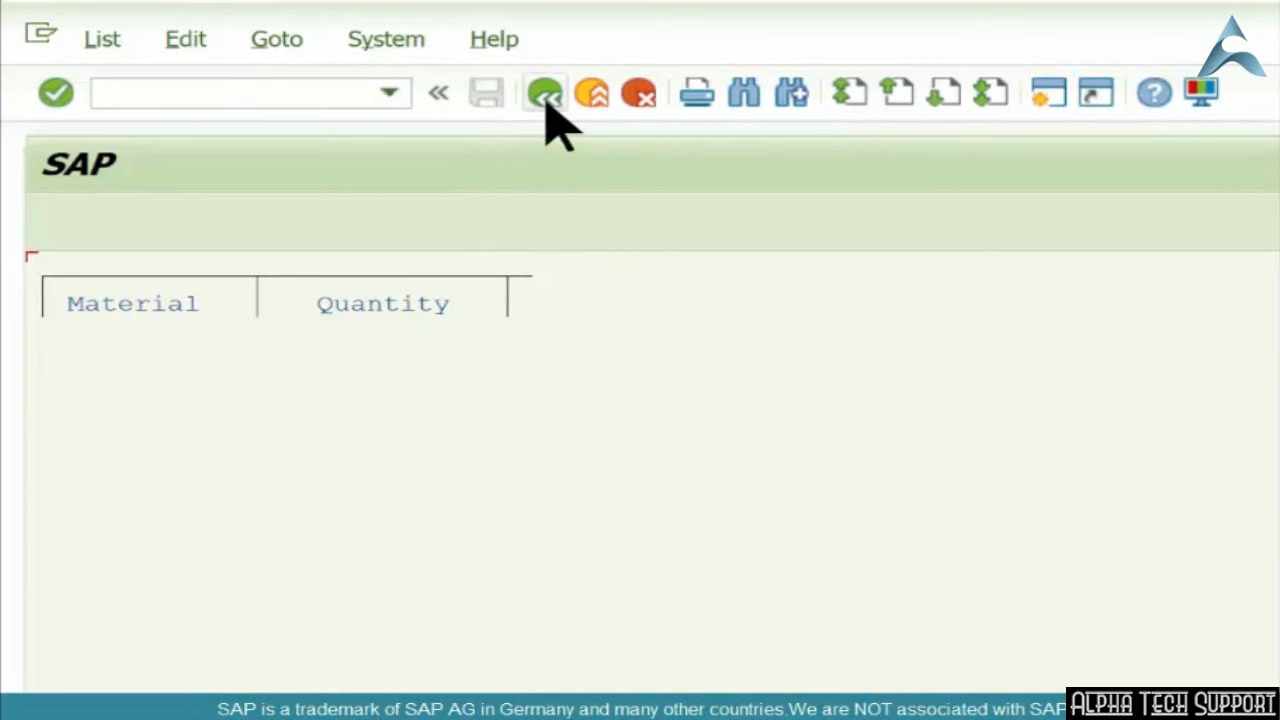 List Edit Goto System Help
SAP
Material Quantity
SAP is a trademark of SAP AG in Germany and many other countries.We are NOT associated with SAP
ALPHA TECH SUPPORT